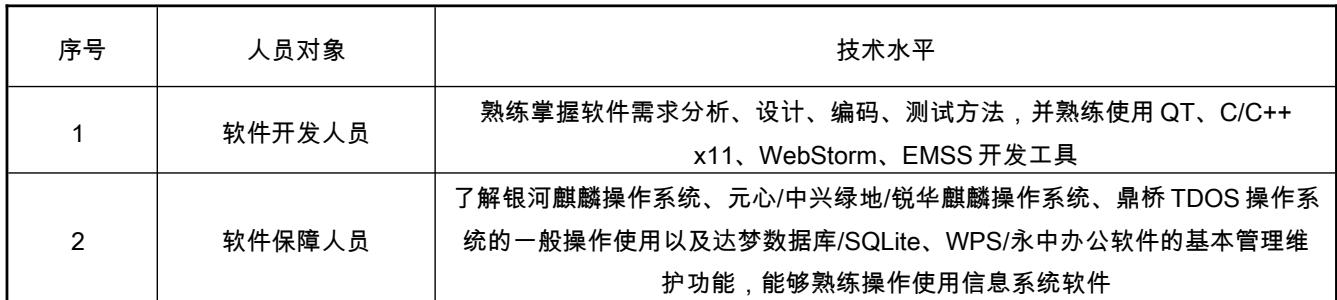 序号 人员对象 技术水平
1 软件开发人员 熟练掌握软件需求分析、设计、编码、测试方法，并熟练使用 QT、C/C++
x11、WebStorm、EMSS 开发工具
2 软件保障人员 了解银河麒麟操作系统、元心/中兴绿地/锐华麒麟操作系统、鼎桥 TDOS 操作系
统的一般操作使用以及达梦数据库/SQLite、WPS/永中办公软件的基本管理维
护功能，能够熟练操作使用信息系统软件